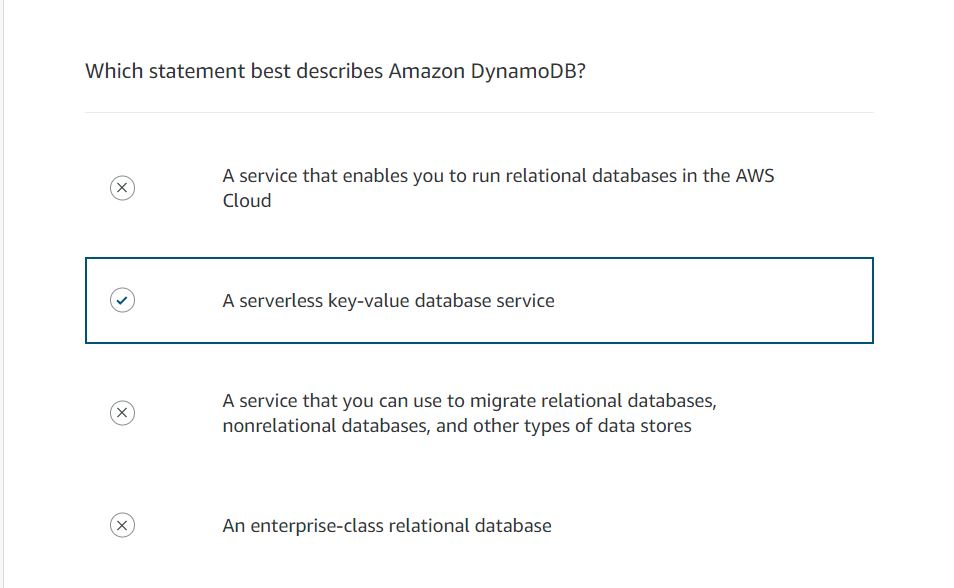 Which statement best describes Amazon DynamoDB?
A service that enables you to run relational databases in the AWS
Cloud
A serverless key-value database service
A service that you can use to migrate relational databases,
nonrelational databases, and other types of data stores
An enterprise-class relational database